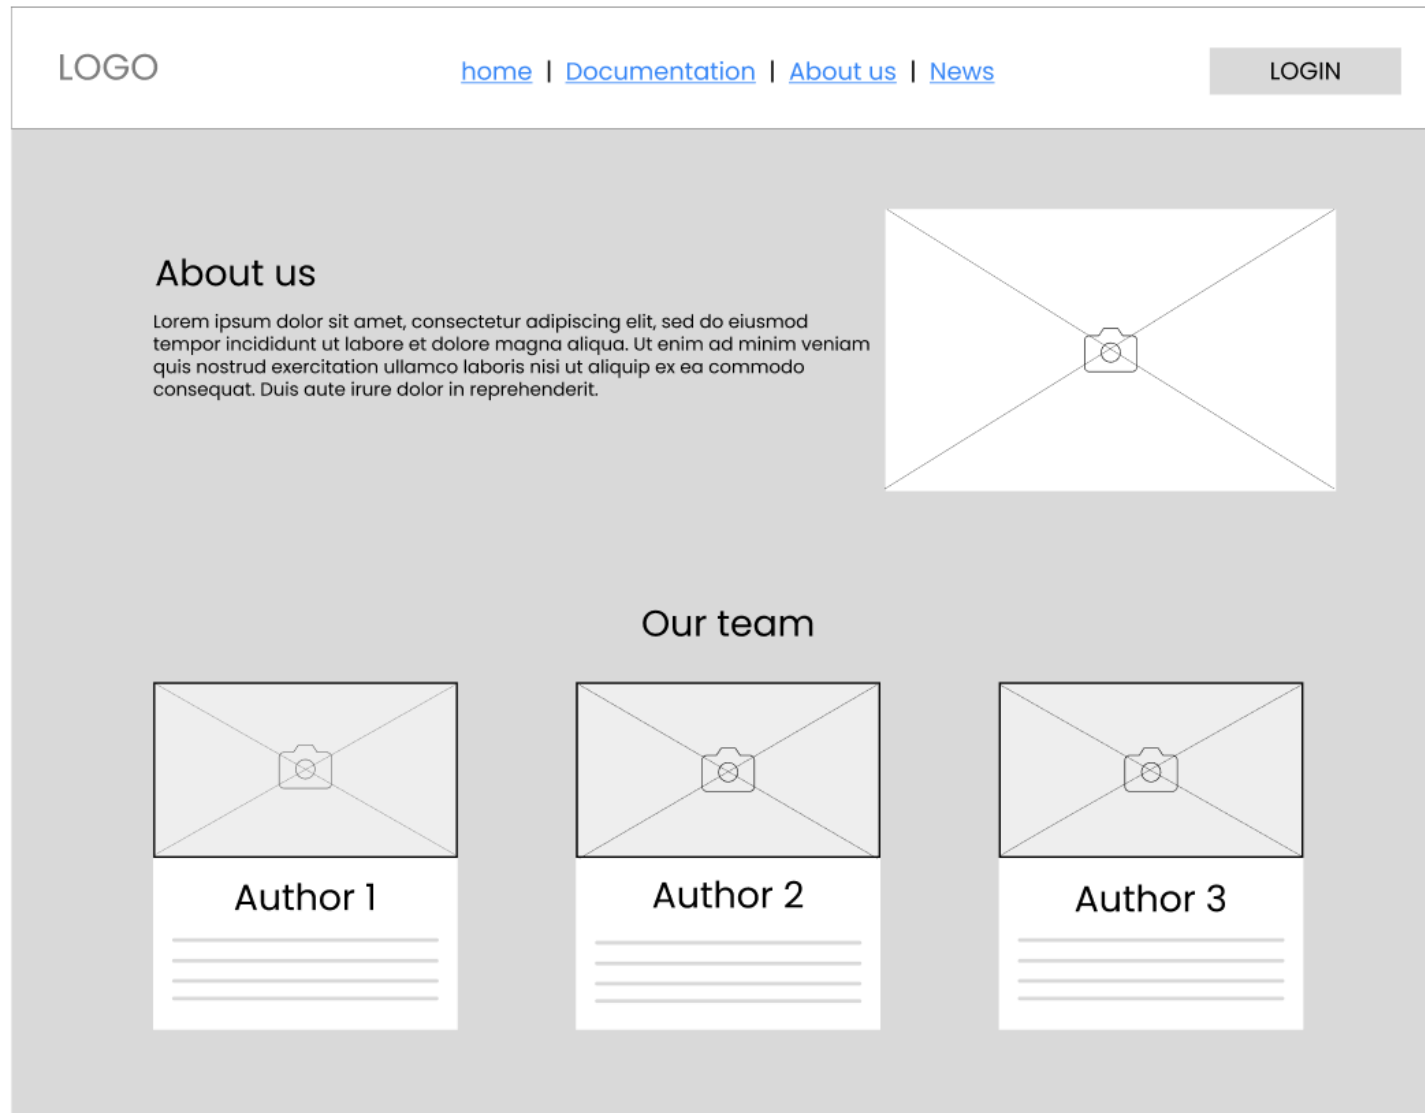 LOGO
home | Documentation | About us | News
LOGIN
About us
Lorem ipsum dolor sit amet, consectetur adipiscing elit, sed do eiusmod
tempor incididunt ut labore et dolore magna aliqua. Ut enim ad minim veniam
quis nostrud exercitation ullamco laboris nisi ut aliquip ex ea commodo
consequat. Duis aute irure dolor in reprehenderit.
Our team
Author 1
Author 2
Author 3